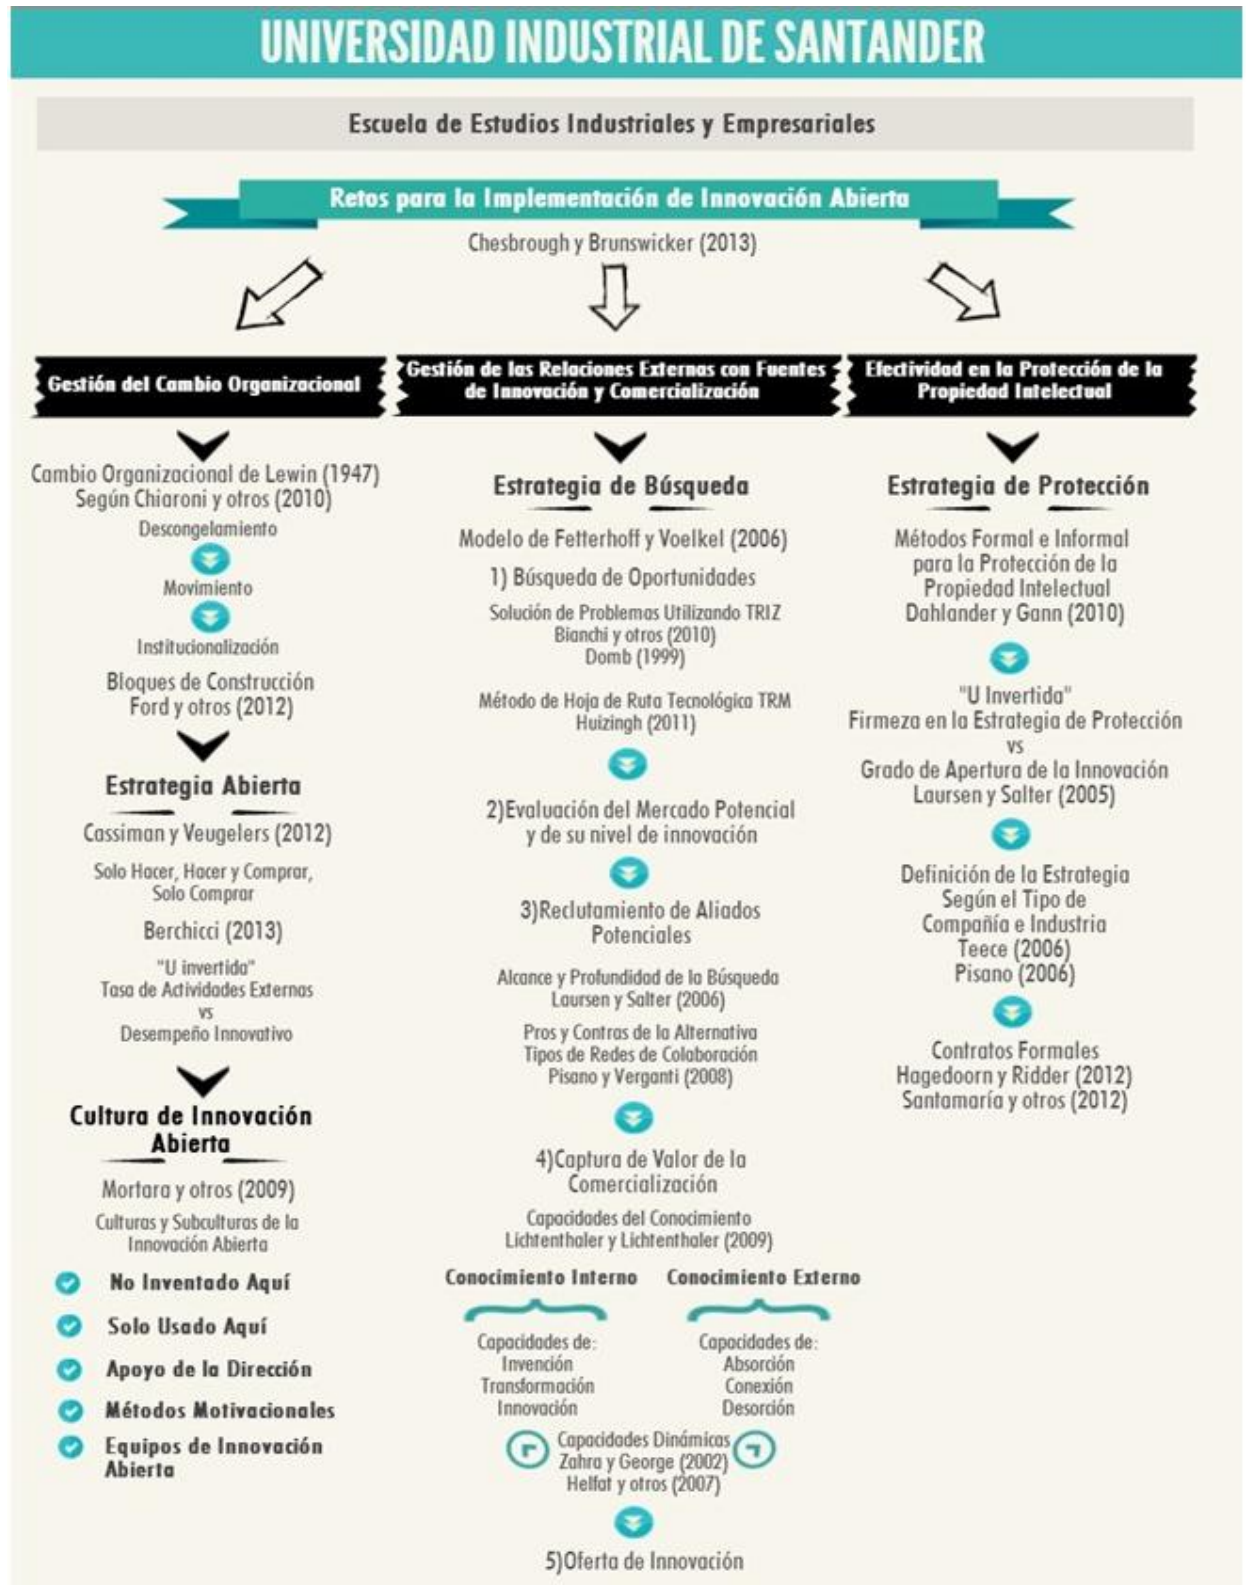 UNIVERSIDAD INDUSTRIAL DE SANTANDER
Escuela de Estudios Industriales y Empresariales
Retos para la Implementación de Innovación Abierta
Chesbrough y Brunswicker (2013)
Gestión del Cambio Organizacional
Cambio Organizacional de Lewin (1947)
Según Chiaroni y otros (2010)
Descongelamiento
Movimiento
Institucionalización
Bloques de Construcción
Ford y otros (2012)
Estrategia Abierta
Cassiman y Veugelers (2012)
Solo Hacer, Hacer y Comprar,
Solo Comprar
Berchicci (2013)
"U invertida"
Tasa de Actividades Externas
vs
Desempeño Innovativo
Cultura de Innovación
Abierta
Mortara y otros (2009)
Culturas y Subculturas de la
Innovación Abierta
No Inventado Aquí
Solo Usado Aquí
Apoyo de la Dirección
Métodos Motivacionales
Equipos de Innovación
Abierta
Gestión de las Relaciones Externas con Fuentes
de Innovación y Comercialización
Estrategia de Búsqueda
Modelo de Fetterhoff y Voelkel (2006)
1) Búsqueda de Oportunidades
Solución de Problemas Utilizando TRIZ
Bianchi y otros (2010)
Domb (1999)
Método de Hoja de Ruta Tecnológica TRM
Huizingh (2011)
2)Evaluación del Mercado Potencial
y de su nivel de innovación
3)Reclutamiento de Aliados
Potenciales
Alcance y Profundidad de la Búsqueda
Laursen y Salter (2006)
Pros y Contras de la Alternativa
Tipos de Redes de Colaboración
Pisano y Verganti (2008)
4)Captura de Valor de la
Comercialización
Capacidades del Conocimiento
Lichtenthaler y Lichtenthaler (2009)
Conocimiento Interno
Capacidades de:
Invención
Transformación
Innovación
Conocimiento Externo
Capacidades de:
Absorción
Conexión
Desorción
Capacidades Dinámicas
Zahra y George (2002)
Helfat y otros (2007)
5)Oferta de Innovación
Efectividad en la Protección de la
Propiedad Intelectual
Estrategia de Protección
Métodos Formal e Informal
para la Protección de la
Propiedad Intelectual
Dahlander y Gann (2010)
"U Invertida"
Firmeza en la Estrategia de Protección
vs
Grado de Apertura de la Innovación
Laursen y Salter (2005)
Definición de la Estrategia
Según el Tipo de
Compañía e Industria
Teece (2006)
Pisano (2006)
Contratos Formales
Hagedoorn y Ridder (2012)
Santamaría y otros (2012)